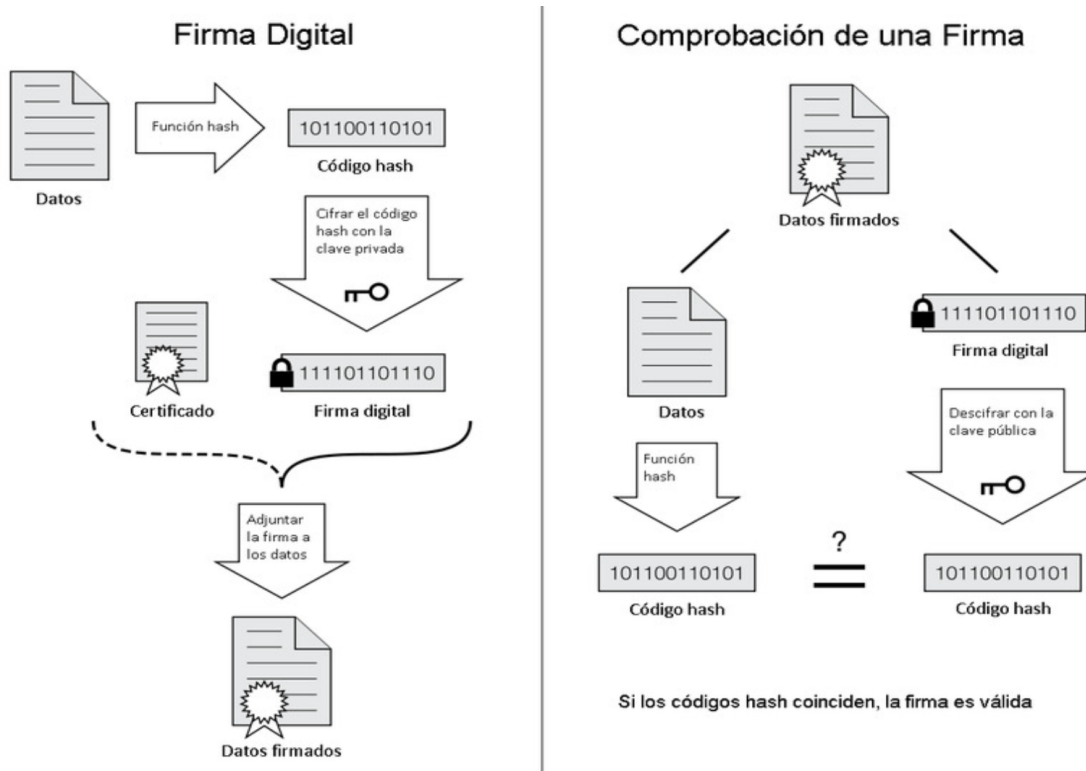 Firma Digital
Función hash
101100110101
Código hash
Datos
Cifrar el código
hash con la
clave privada
Certificado
111101101110
Firma digital
Adjuntar
la firma a
los datos
Datos firmados
Comprobación de una Firma
Datos firmados
Datos
111101101110
Firma digital
Función
hash
Descifrar con la
clave pública
101100110101
Código hash
?
101100110101
Código hash
Si los códigos hash coinciden, la firma es válida